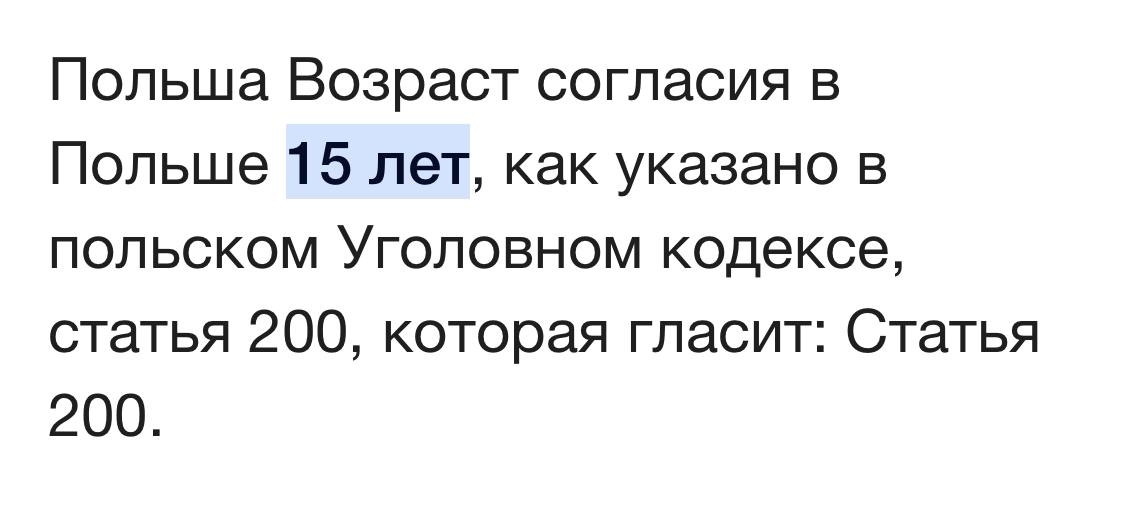 Польша Возраст согласия в
Польше 15 лет, как указано в
польском Уголовном кодексе,
статья 200, которая гласит: Статья
200.